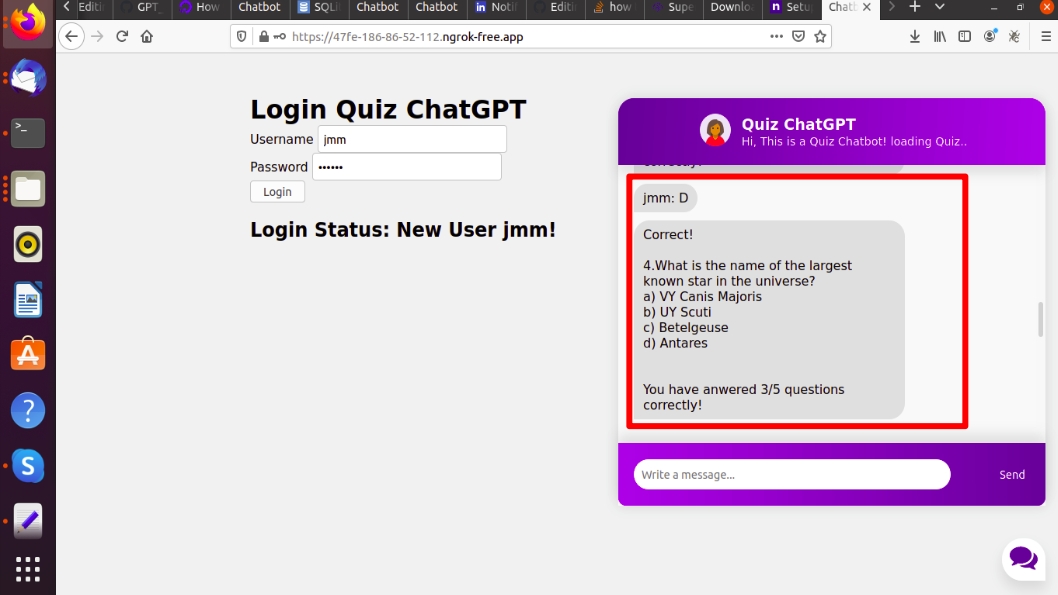 Editi
GPT_
How
Chatbot
SQLi
Chatbot
Chatbot
Noti
Editi
how
Supe
Downlo
Setu
Chatb
https://47fe-186-86-52-112.ngrok-free.app
Login Quiz ChatGPT
Username jmm
Password ••••••
Login
Login Status: New User jmm!
Quiz ChatGPT
Hi, This is a Quiz Chatbot! loading Quiz..
jmm: D
Correct!
4.What is the name of the largest
known star in the universe?
a) VY Canis Majoris
b) UY Scuti
c) Betelgeuse
d) Antares
You have anwered 3/5 questions
correctly!
Write a message...
Send